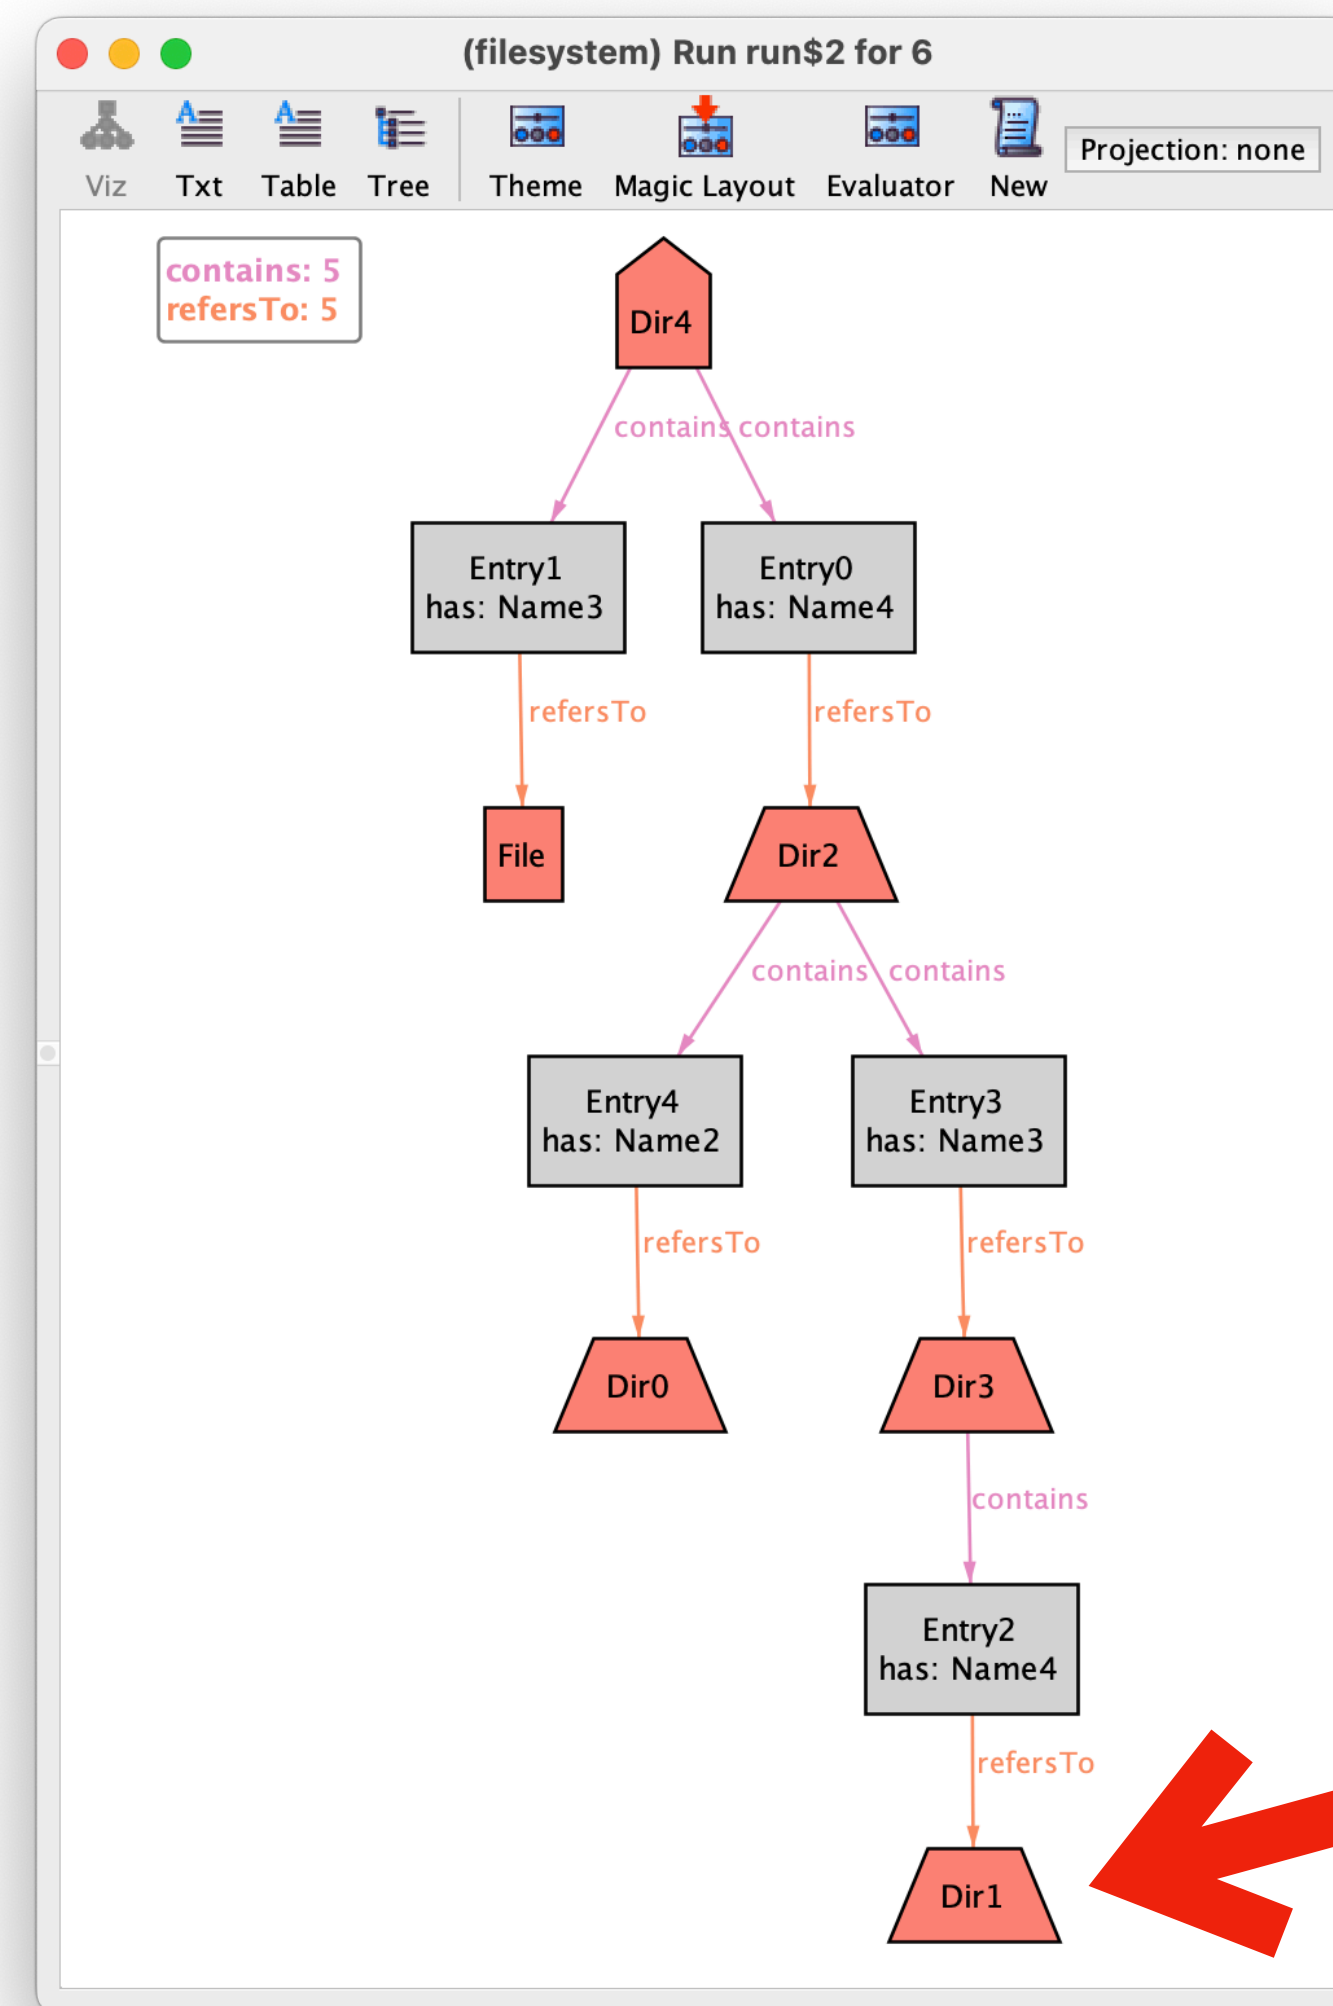 (filesystem) Run run$2 for 6
Viz Txt Table Tree Theme Magic Layout Evaluator New Projection: none
contains: 5
refersTo: 5
Dir4
contains contains
Entry1
has: Name3
Entry0
has: Name4
refersTo refersTo
File Dir2
contains contains
Entry4
has: Name2
Entry3
has: Name3
refersTo refersTo
Dir0 Dir3
contains
Entry2
has: Name4
refersTo
Dir1